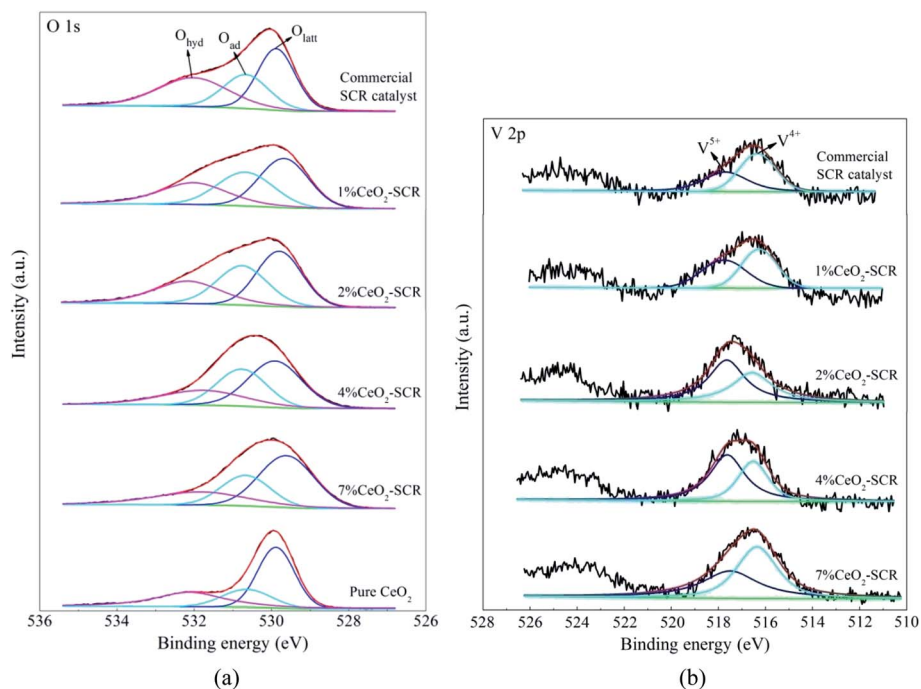 O 1s
O_hyd O_ad O_latt
Commercial
SCR catalyst
1%CeO₂-SCR
2%CeO₂-SCR
4%CeO₂-SCR
7%CeO₂-SCR
Pure CeO₂
Intensity (a.u.)
536 534 532 530 528 526
Binding energy (eV)
(a)
V 2p
V⁵⁺ V⁴⁺
Commercial
SCR catalyst
1%CeO₂-SCR
2%CeO₂-SCR
4%CeO₂-SCR
7%CeO₂-SCR
Intensity (a.u.)
528 526 524 522 520 518 516 514 512 510
Binding energy (eV)
(b)